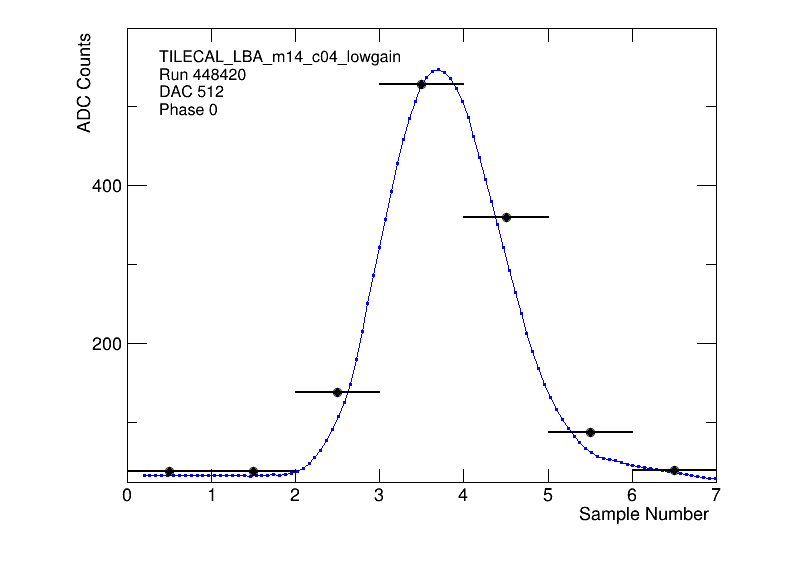 TILECAL_LBA_m14_c04_lowgain
Run 448420
DAC 512
Phase 0
ADC Counts
400
200
0 1 2 3 4 5 6 7
Sample Number